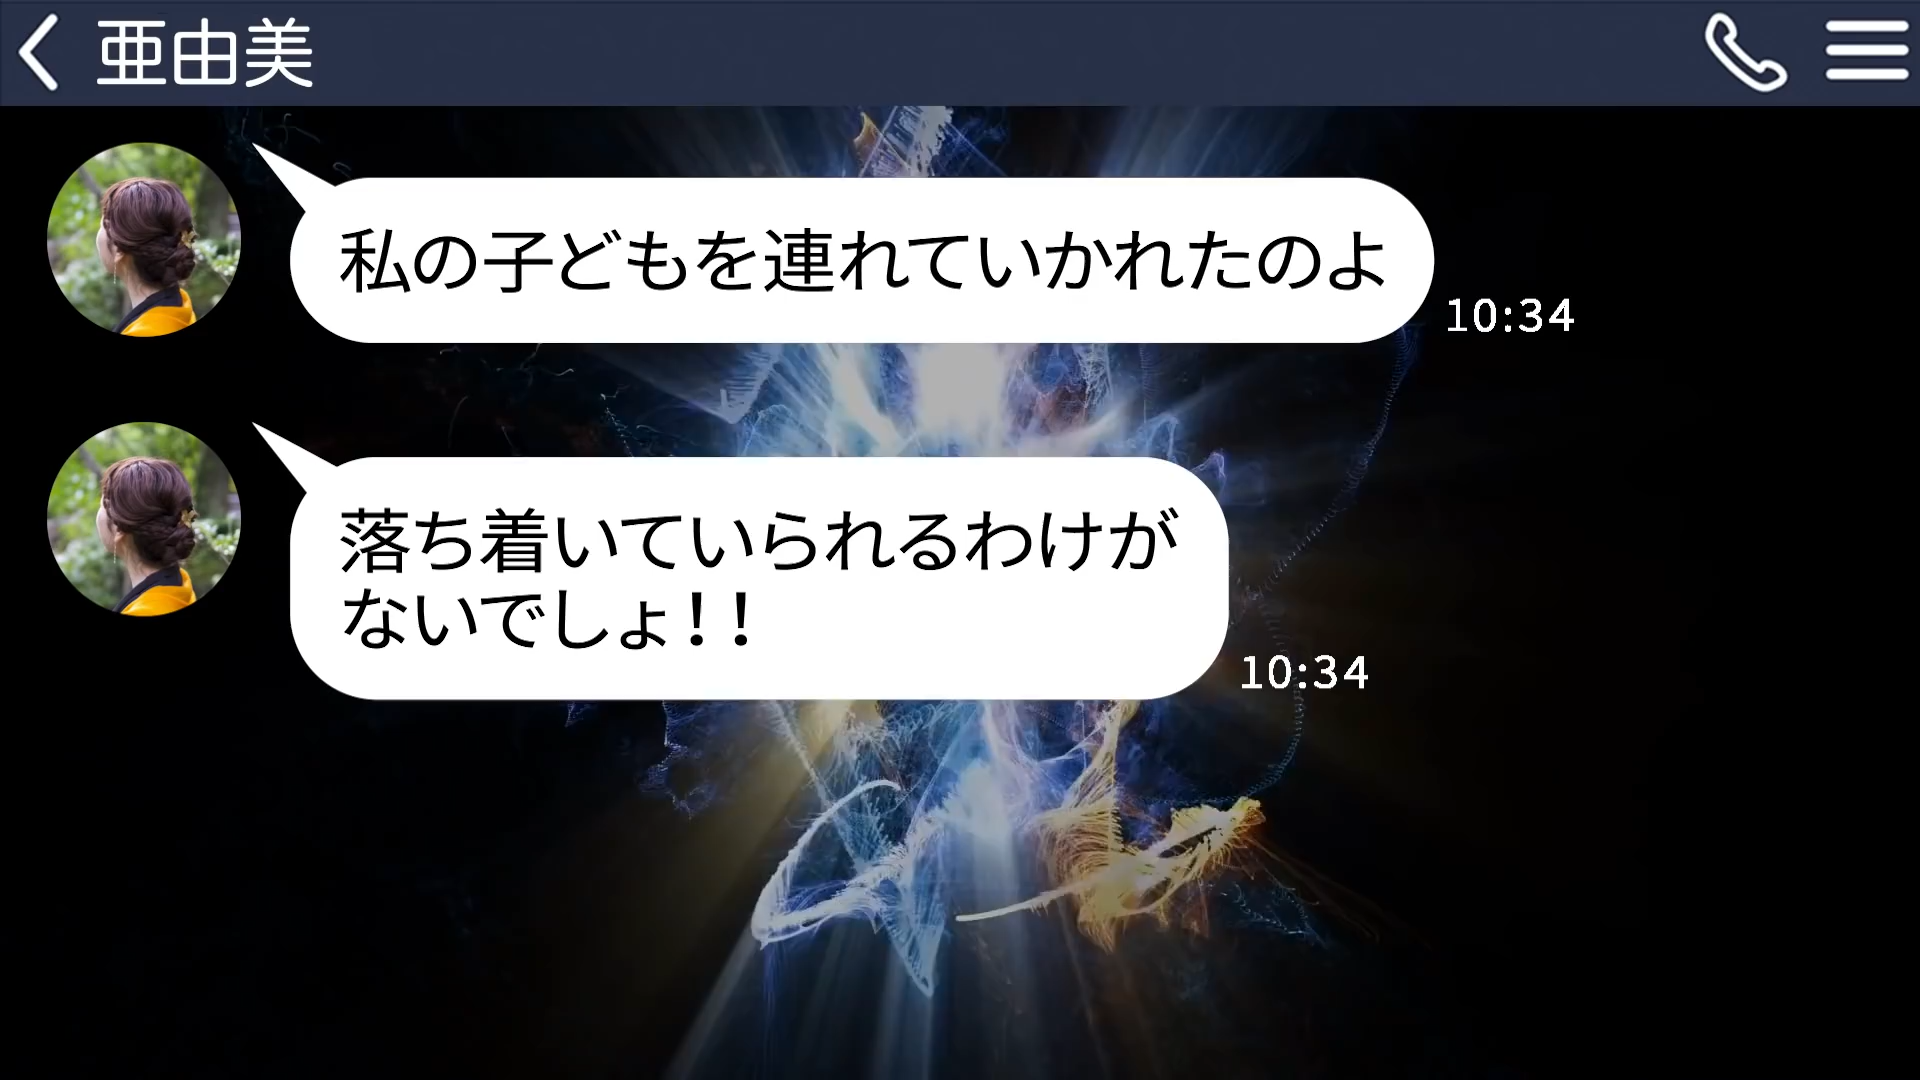 亜由美
私の子どもを連れていかれたのよ
10:34
落ち着いていられるわけが
ないでしょ！！
10:34